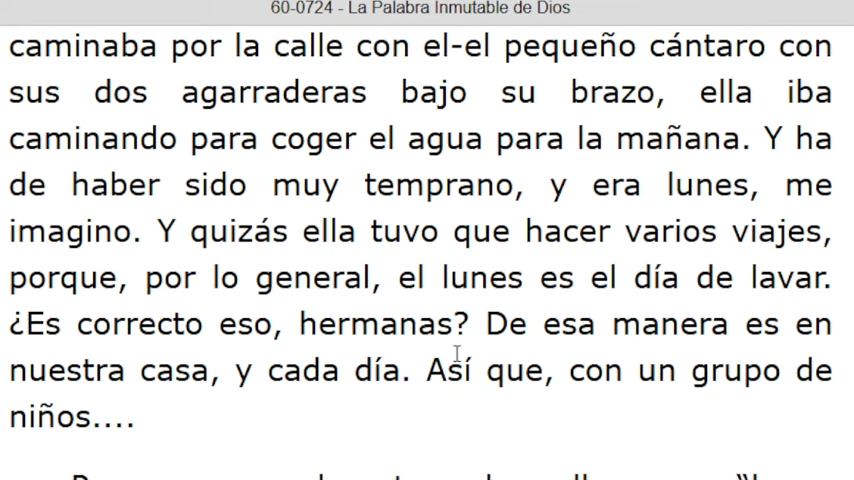 60-0724 - La Palabra Inmutable de Dios
caminaba por la calle con el-el pequeño cántaro con
sus dos agarraderas bajo su brazo, ella iba
caminando para coger el agua para la mañana. Y ha
de haber sido muy temprano, y era lunes, me
imagino. Y quizás ella tuvo que hacer varios viajes,
porque, por lo general, el lunes es el día de lavar.
¿Es correcto eso, hermanas? De esa manera es en
nuestra casa, y cada día. Así que, con un grupo de
niños....